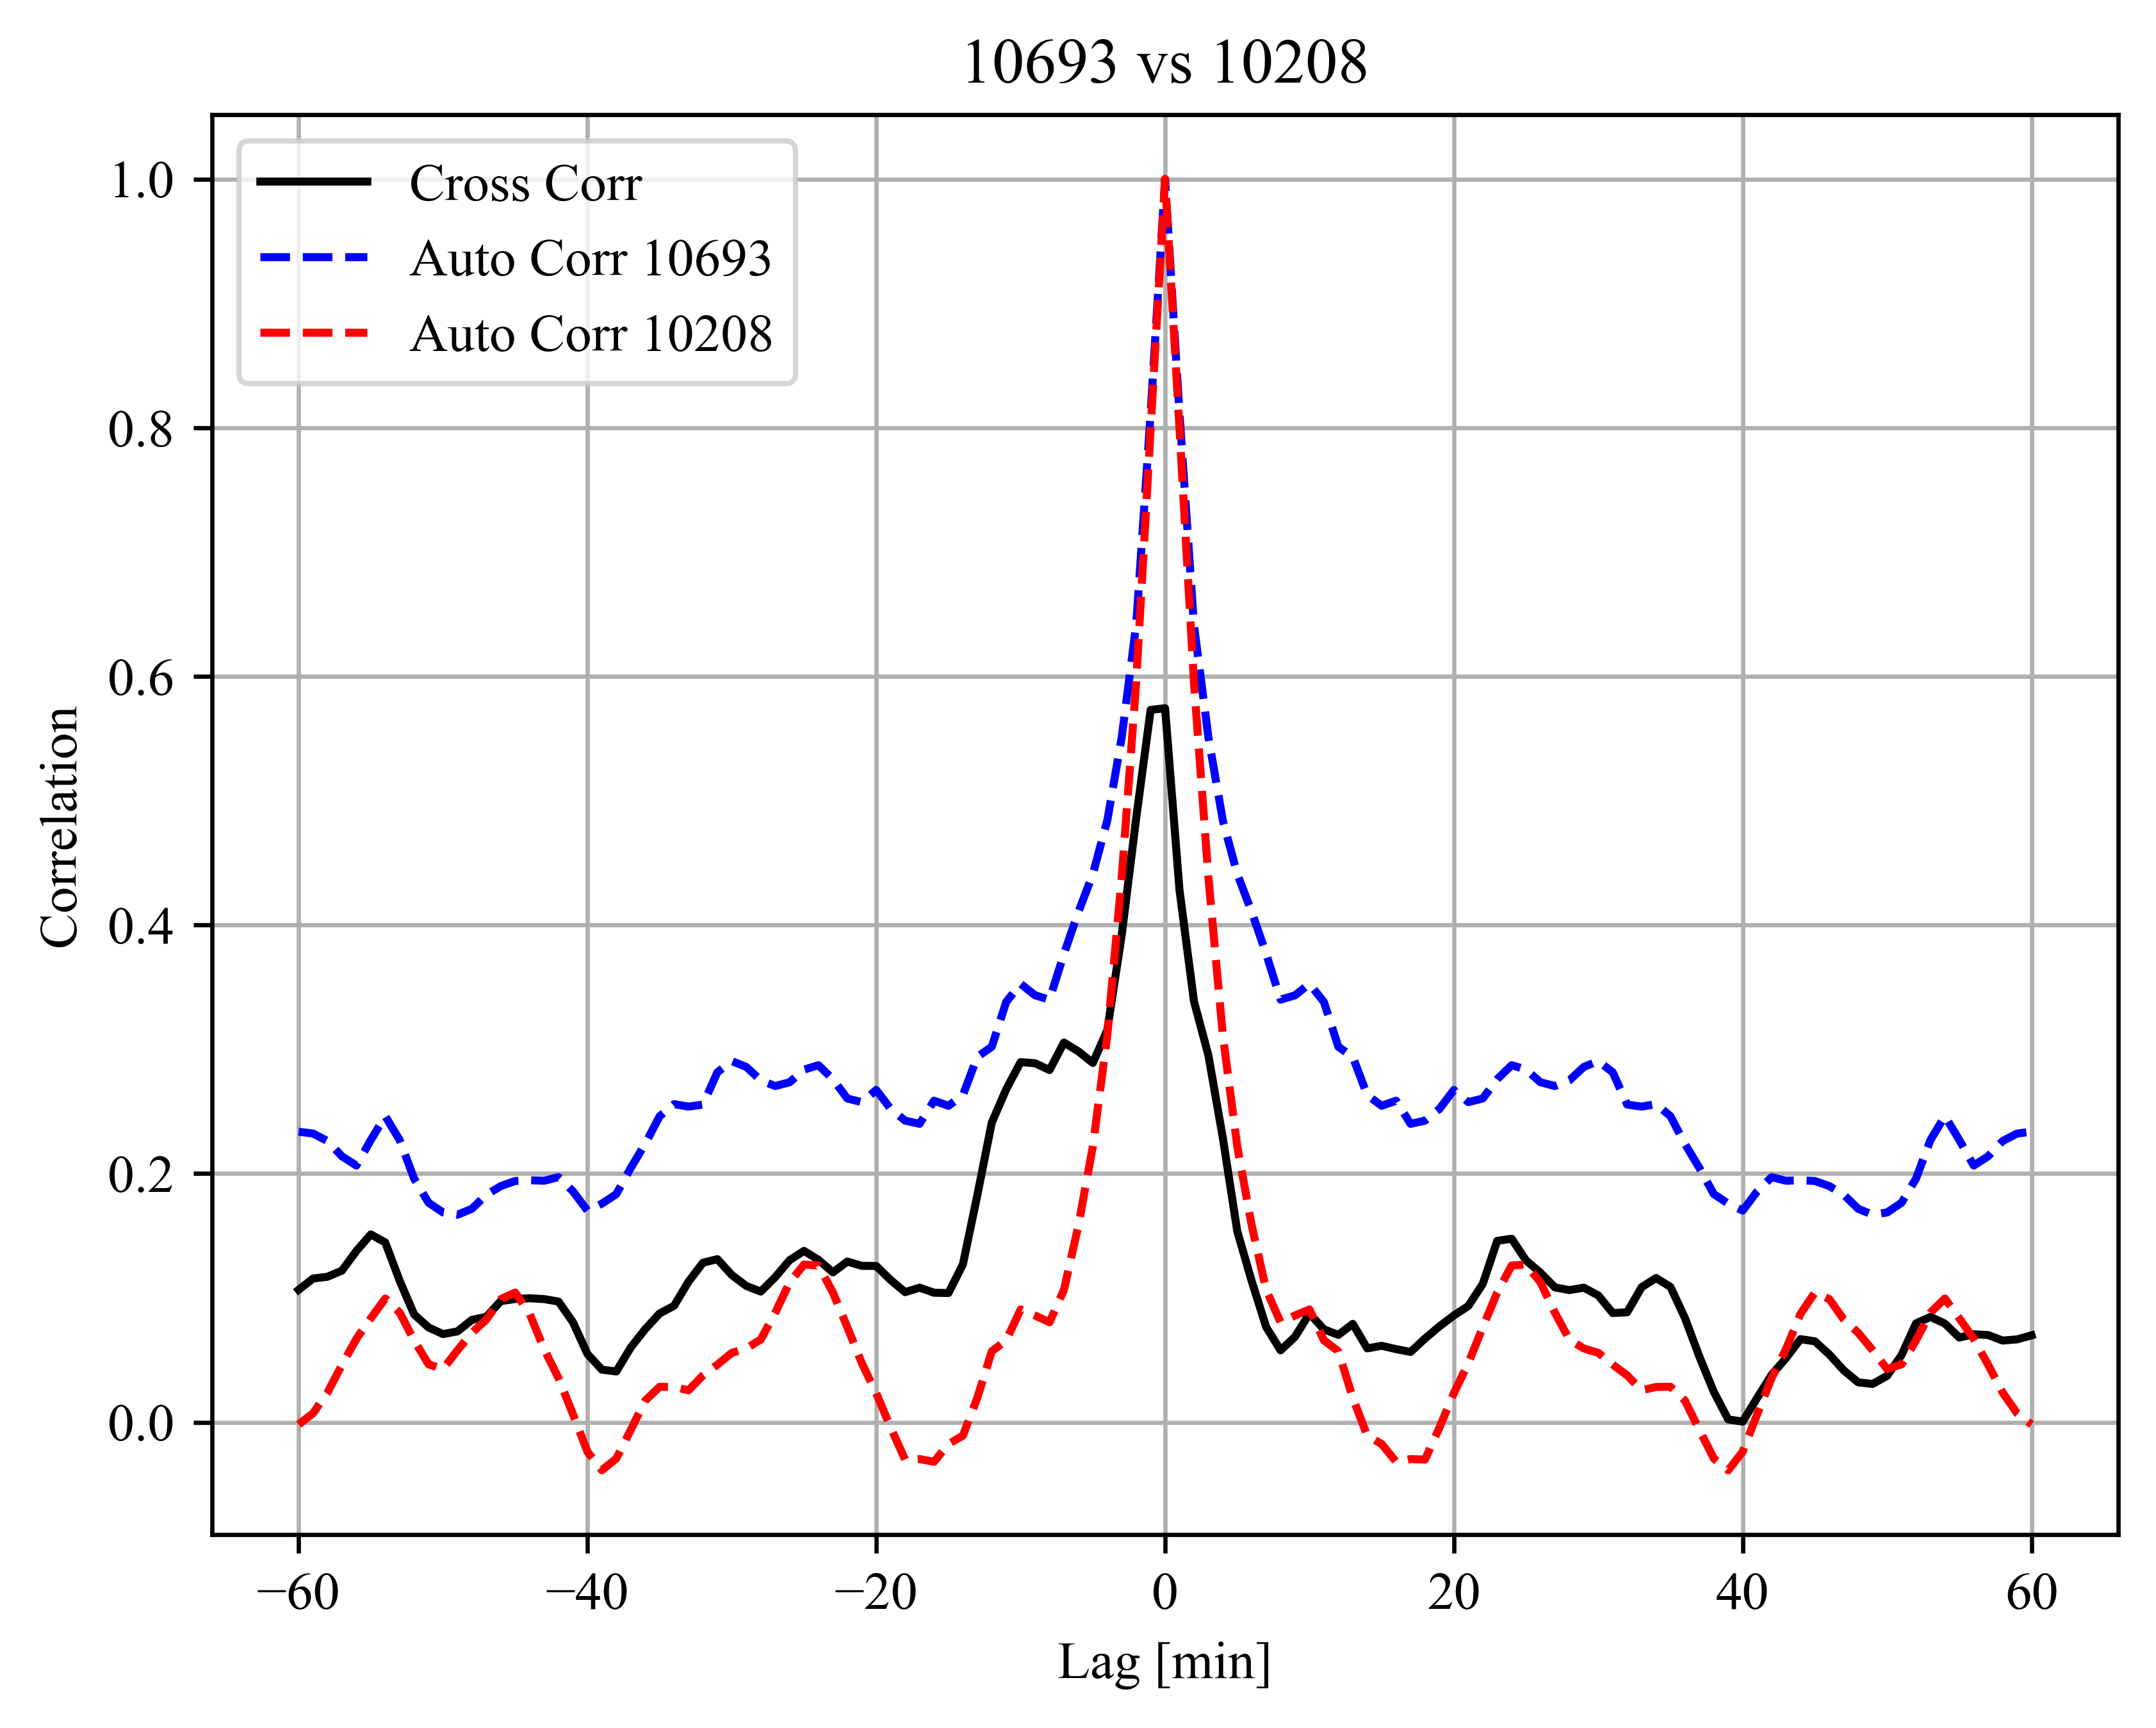 10693 vs 10208
Cross Corr
Auto Corr 10693
Auto Corr 10208
1.0
0.8
0.6
0.4
0.2
0.0
Correlation
−60 −40 −20 0 20 40 60
Lag [min]